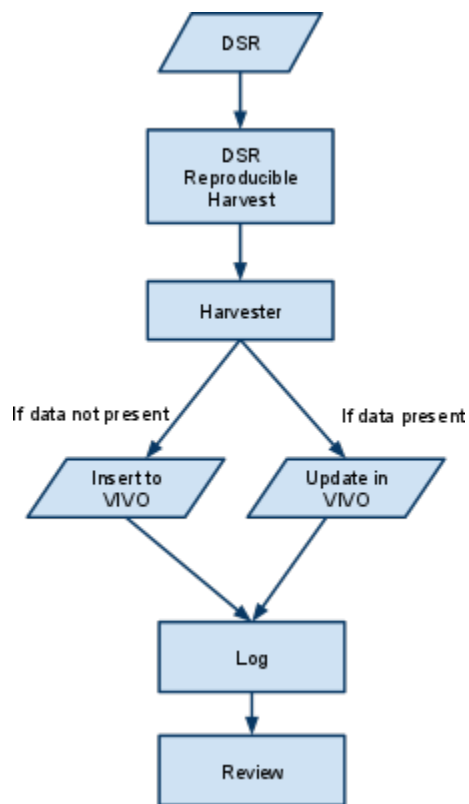 DSR
DSR
Reproducible
Harvest
Harvester
If data not present
If data present
Insert to
VIVO
Update in
VIVO
Log
Review